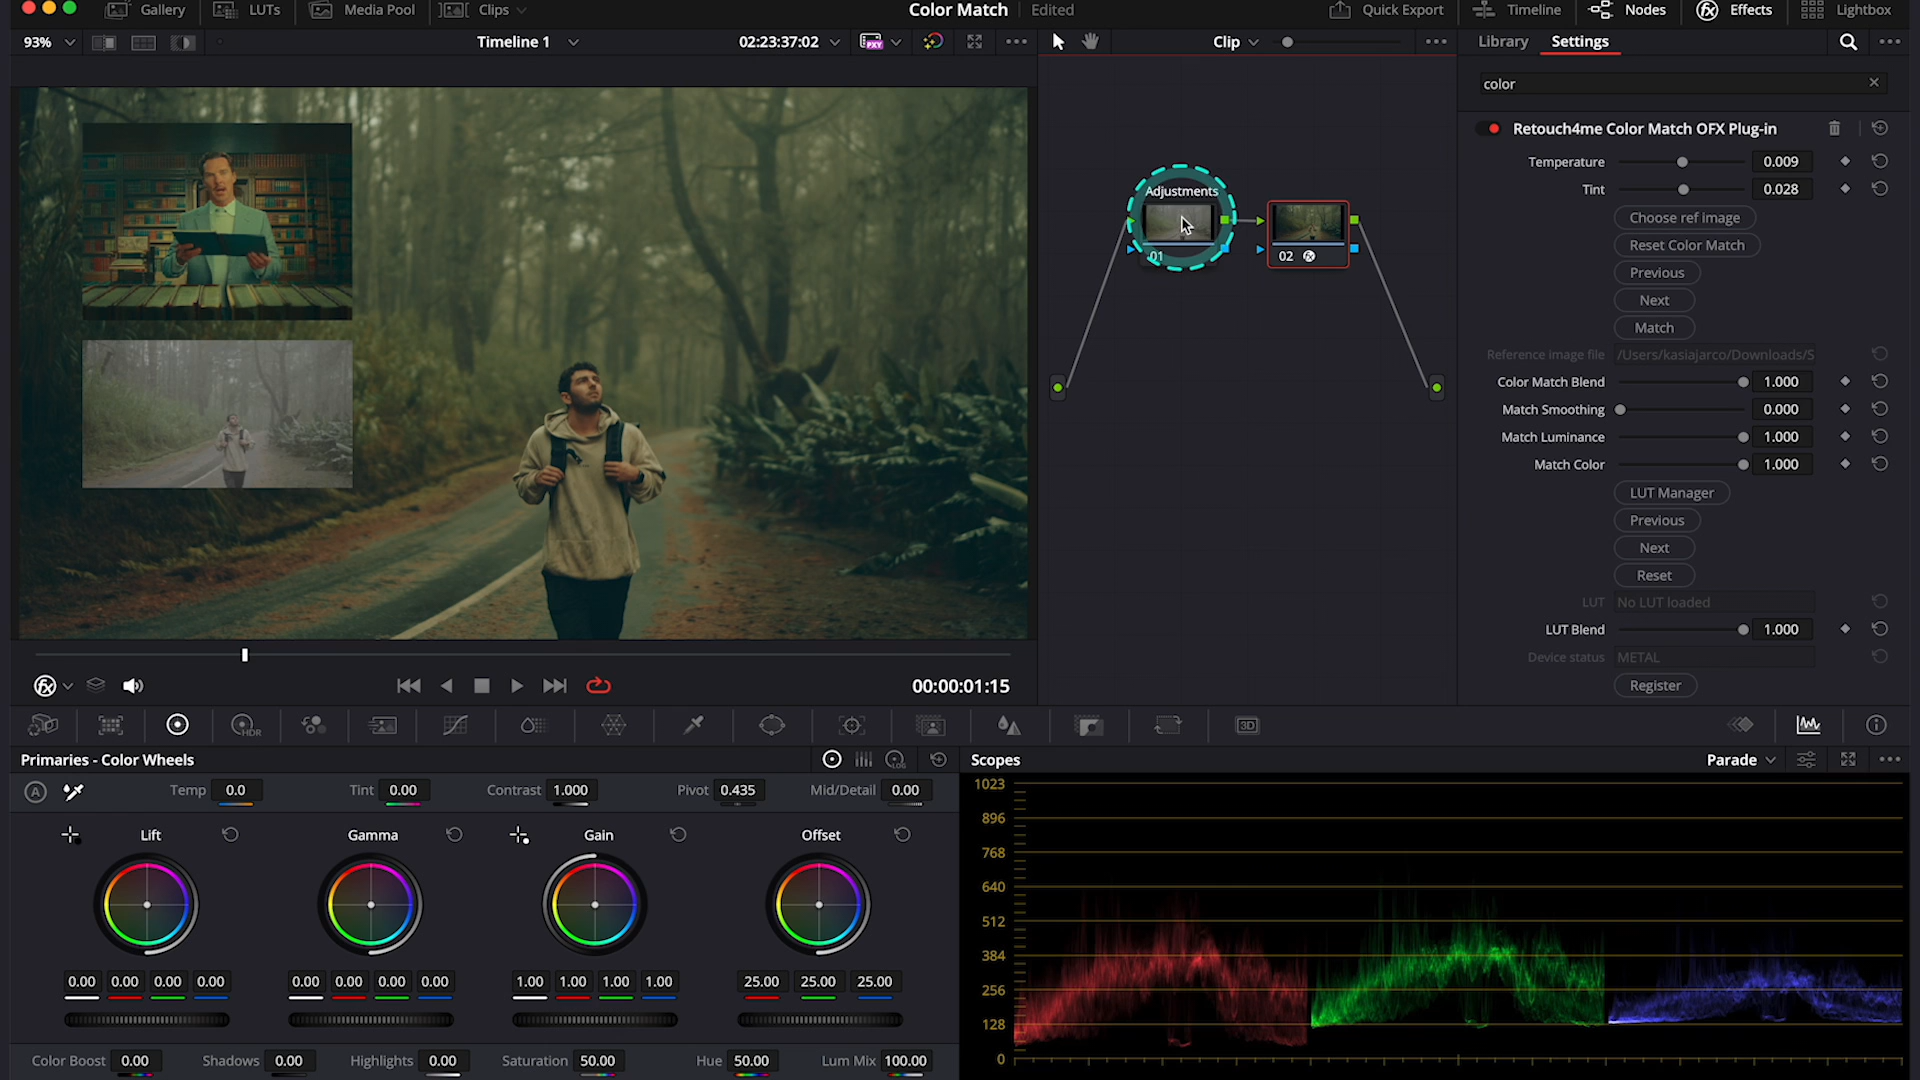 Gallery LUTs Media Pool Clips Color Match Edited Quick Export Timeline Nodes Effects Lightbox
93% Timeline 1 02:23:37:02 PXY Clip Library Settings
color
Retouch4me Color Match OFX Plug-in
Temperature 0.009
Tint 0.028
Choose ref image
Reset Color Match
Previous
Next
Match
Reference image file /Users/kasiajarco/Downloads/S
Color Match Blend 1.000
Match Smoothing 0.000
Match Luminance 1.000
Match Color 1.000
LUT Manager
Previous
Next
Reset
LUT No LUT loaded
LUT Blend 1.000
Device status METAL
Register
Adjustments
01 02
00:00:01:15
HDR 3D
Primaries - Color Wheels LOG
A Temp 0.0 Tint 0.00 Contrast 1.000 Pivot 0.435 Mid/Detail 0.00
Lift Gamma Gain Offset
0.00 0.00 0.00 0.00 0.00 0.00 0.00 0.00 1.00 1.00 1.00 1.00 25.00 25.00 25.00
Color Boost 0.00 Shadows 0.00 Highlights 0.00 Saturation 50.00 Hue 50.00 Lum Mix 100.00
Scopes Parade
1023
896
768
640
512
384
256
128
0